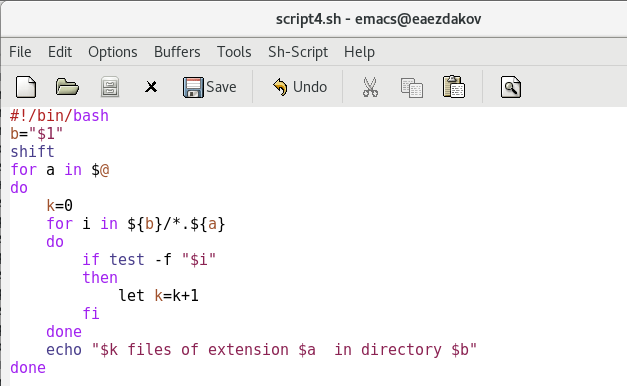 script4.sh - emacs@eaezdakov
File Edit Options Buffers Tools Sh-Script Help
Save Undo
#!/bin/bash
b="$1"
shift
for a in $@
do
    k=0
    for i in ${b}/*.${a}
    do
        if test -f "$i"
        then
            let k=k+1
        fi
    done
    echo "$k files of extension $a  in directory $b"
done